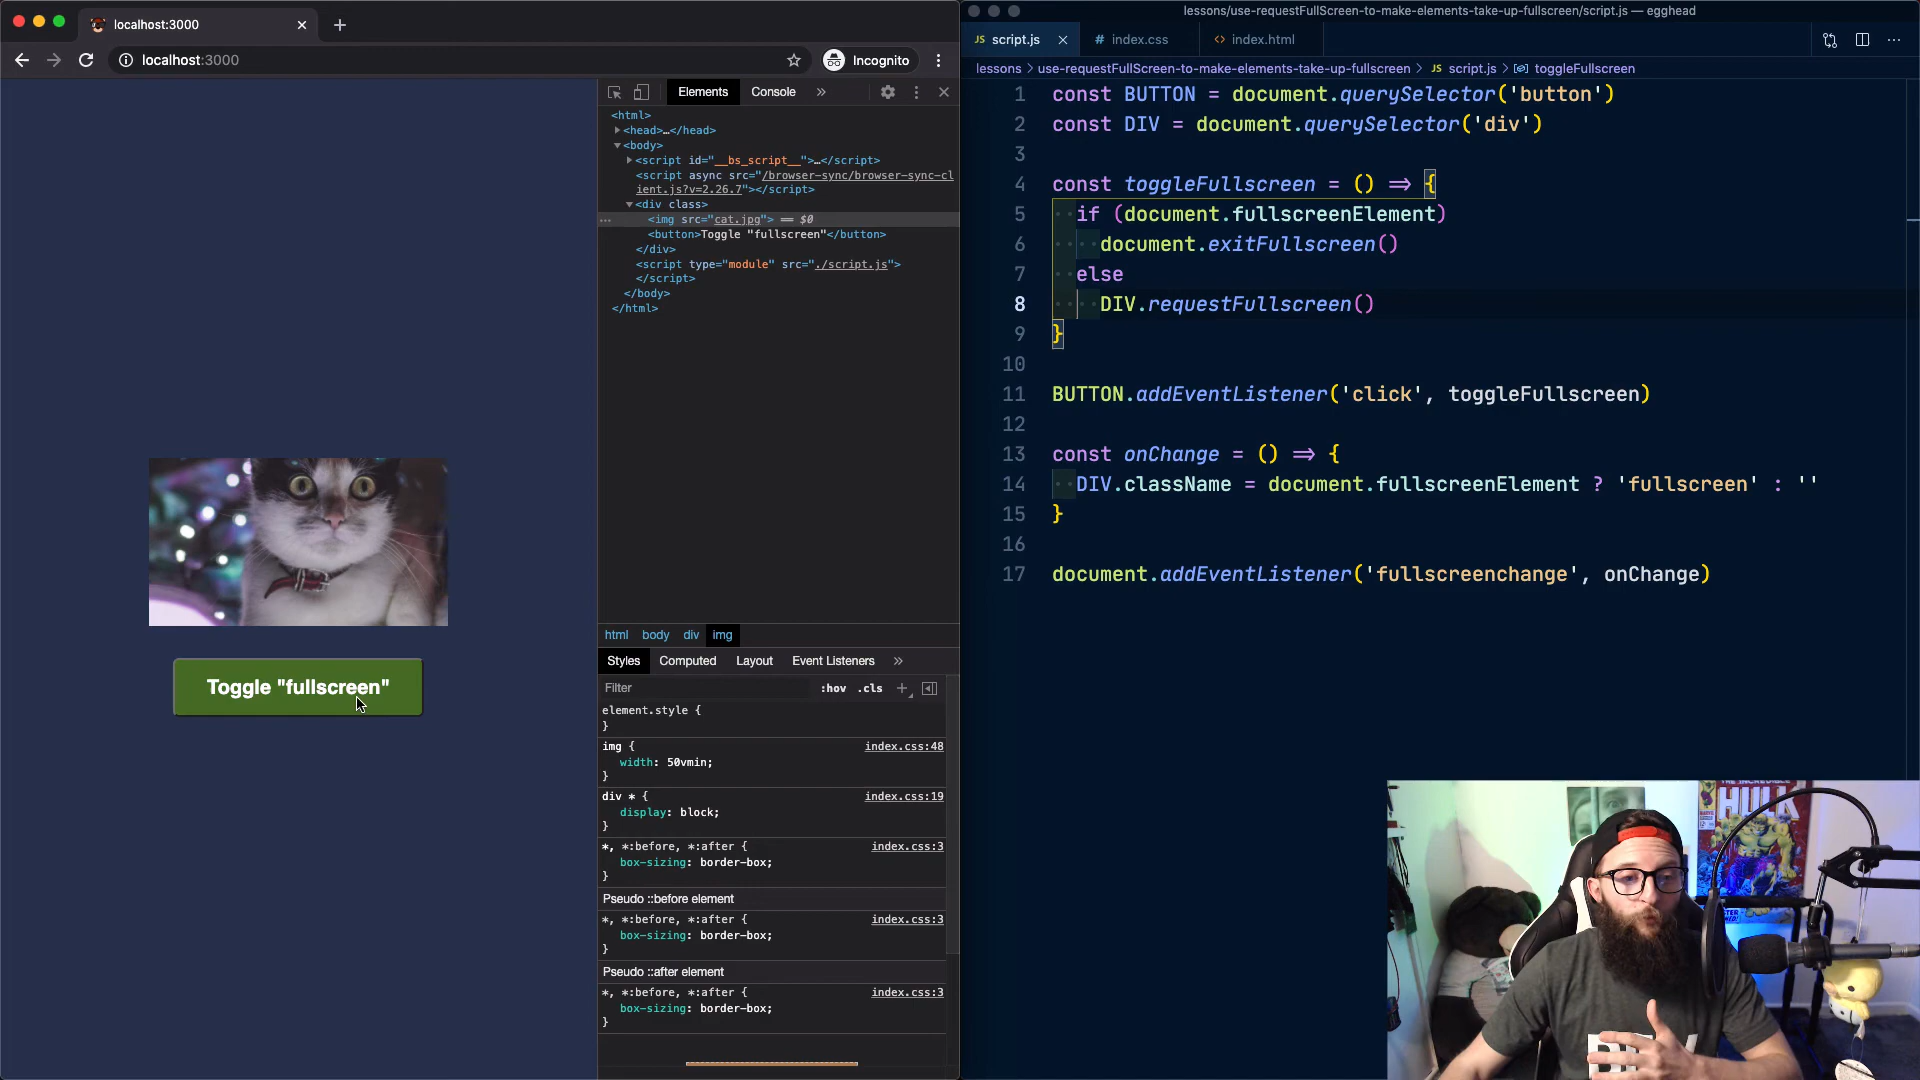 localhost:3000
localhost:3000
Incognito
Elements
Console
<html>
<head>…</head>
<body>
<script id="__bs_script__">…</script>
<script async src="/browser-sync/browser-sync-cl
ient.js?v=2.26.7"></script>
<div class>
<img src="cat.jpg"> == $0
<button>Toggle "fullscreen"</button>
</div>
<script type="module" src="./script.js">
</script>
</body>
</html>
Toggle "fullscreen"
html body div img
Styles Computed Layout Event Listeners
Filter :hov .cls
element.style {
}
img { index.css:48
width: 50vmin;
}
div * { index.css:19
display: block;
}
*, *:before, *:after { index.css:3
box-sizing: border-box;
}
Pseudo ::before element
*, *:before, *:after { index.css:3
box-sizing: border-box;
}
Pseudo ::after element
*, *:before, *:after { index.css:3
box-sizing: border-box;
}
lessons/use-requestFullScreen-to-make-elements-take-up-fullscreen/script.js — egghead
JS script.js
# index.css
<> index.html
lessons > use-requestFullScreen-to-make-elements-take-up-fullscreen > JS script.js > toggleFullscreen
1 const BUTTON = document.querySelector('button')
2 const DIV = document.querySelector('div')
3
4 const toggleFullscreen = () => {
5 if (document.fullscreenElement)
6 document.exitFullscreen()
7 else
8 DIV.requestFullscreen()
9 }
10
11 BUTTON.addEventListener('click', toggleFullscreen)
12
13 const onChange = () => {
14 DIV.className = document.fullscreenElement ? 'fullscreen' : ''
15 }
16
17 document.addEventListener('fullscreenchange', onChange)
HULK